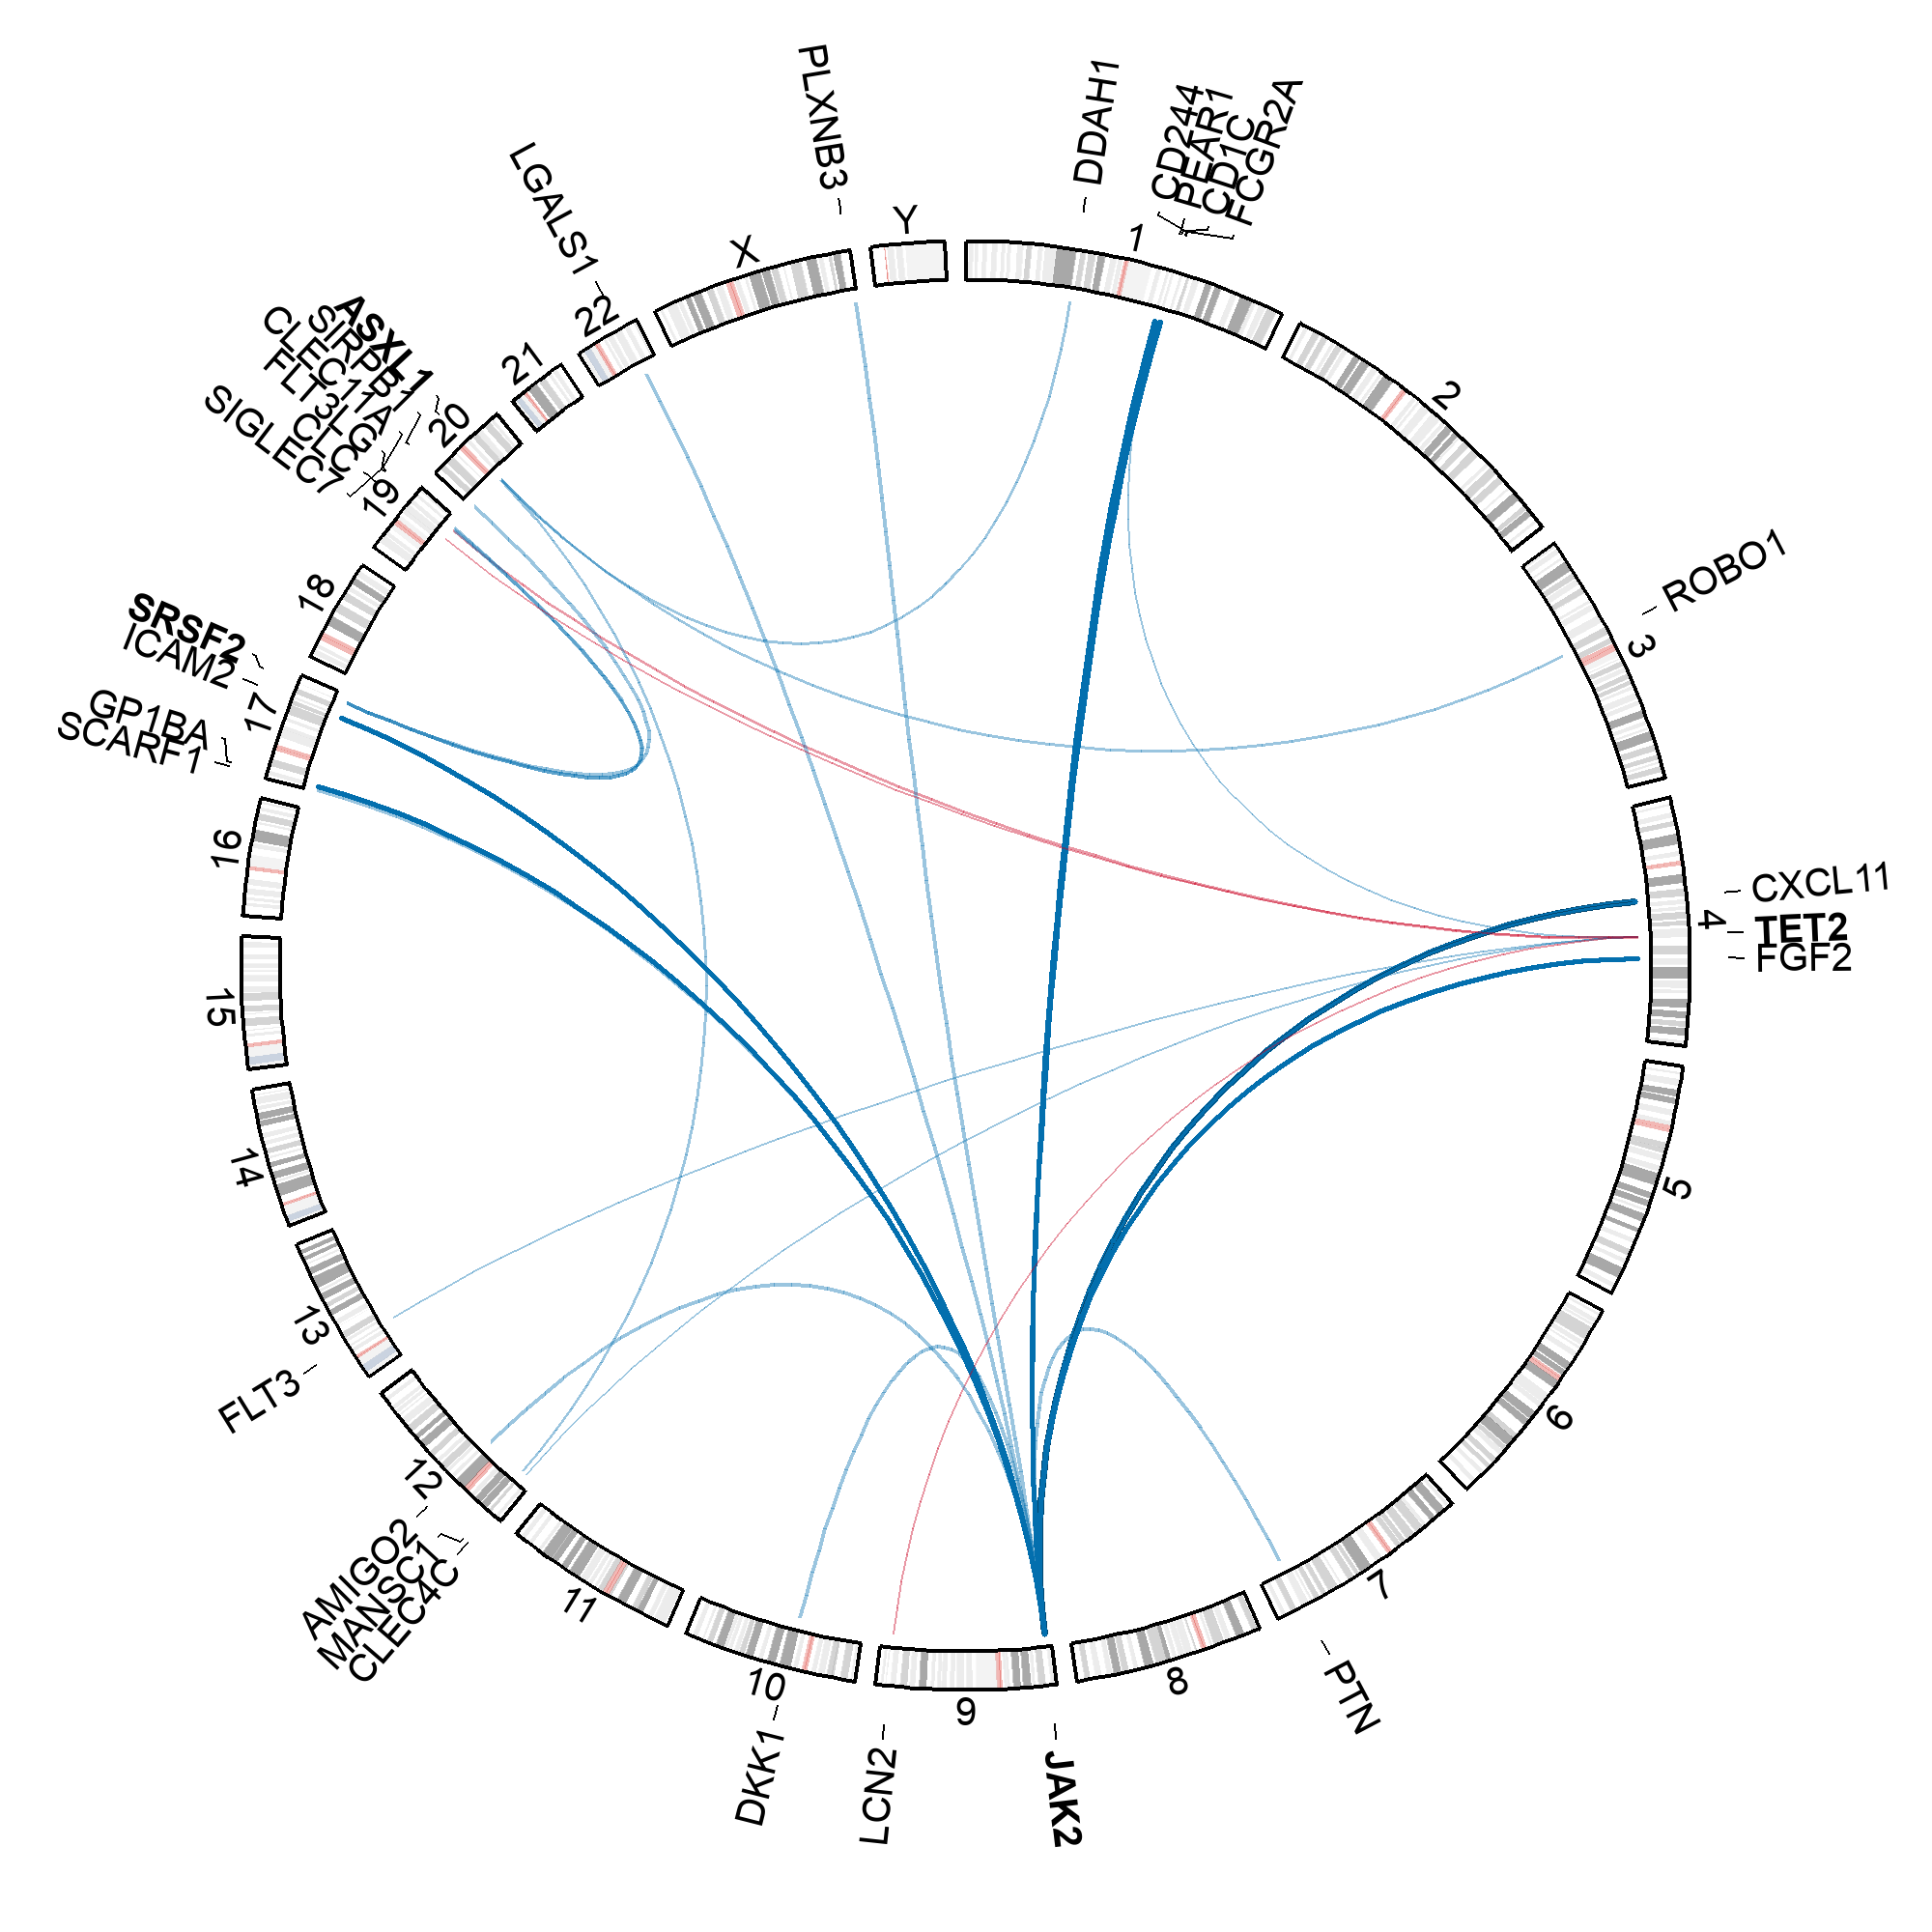 PLXNB3
DDAH1
CD244
PEAR1
CD1C
FCGR2A
LGALS1
X
Y
1
2
22
21
ASXL1
SIRPB1
CLEC11A
FLT3LG
CLC
SIGLEC7
20
19
ROBO1
3
18
SRSF2
ICAM2
17
GP1BA
SCARF1
16
CXCL11
4
TET2
FGF2
15
14
5
13
FLT3
6
12
AMIGO2
MANSC1
CLEC4C
11
7
10
9
8
PTN
DKK1
LCN2
JAK2